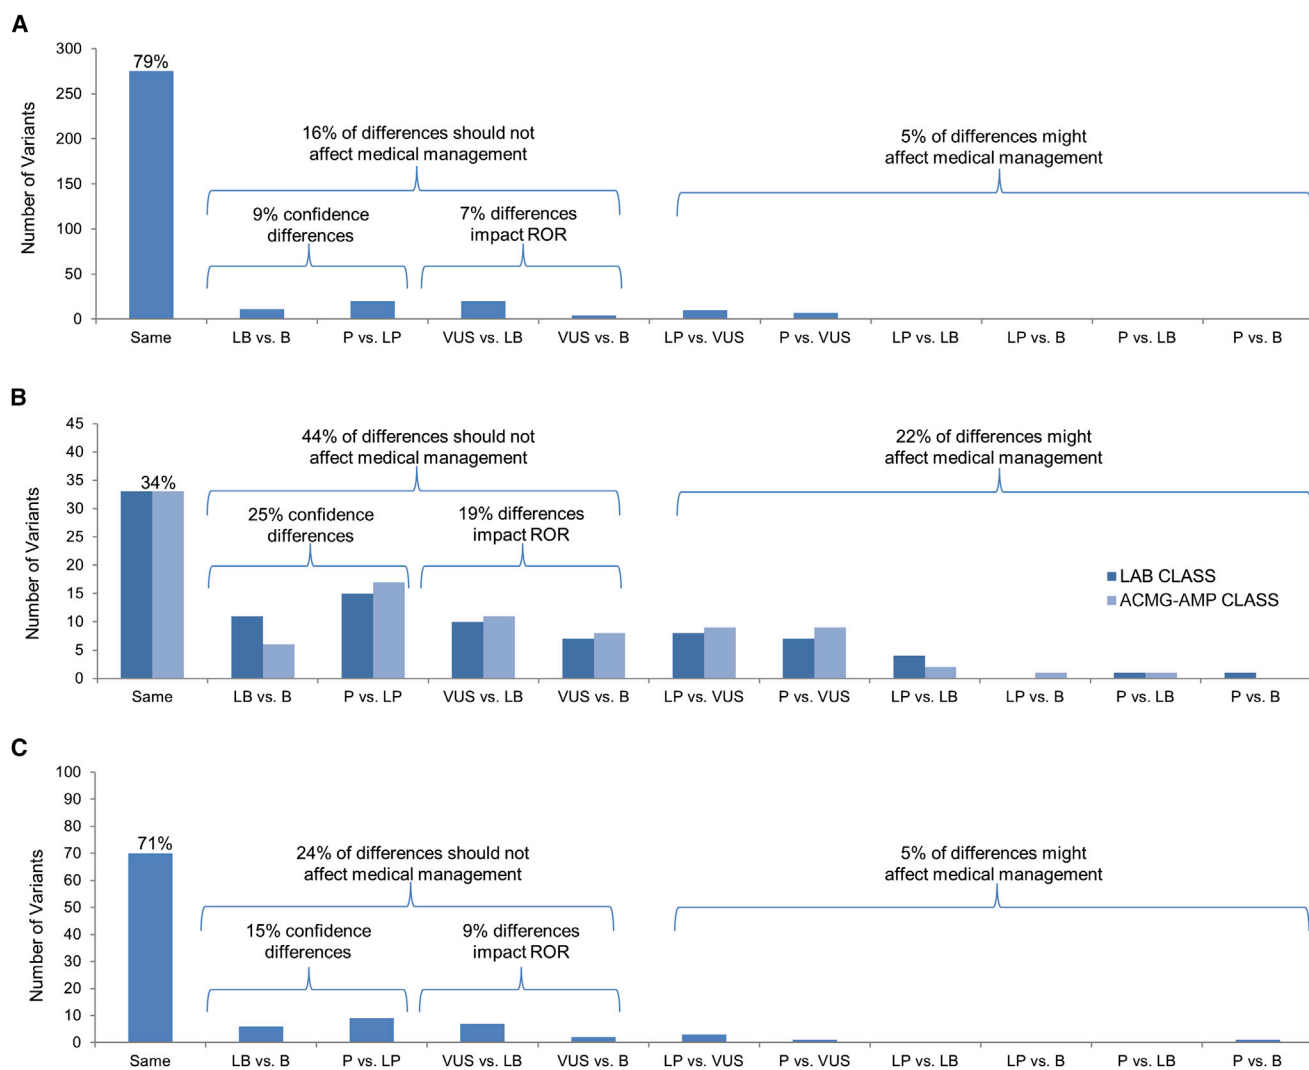 A
Number of Variants
300
250
200
150
100
50
0
79%
16% of differences should not
affect medical management
9% confidence
differences
7% differences
impact ROR
5% of differences might
affect medical management
Same
LB vs. B
P vs. LP
VUS vs. LB
VUS vs. B
LP vs. VUS
P vs. VUS
LP vs. LB
LP vs. B
P vs. LB
P vs. B
B
Number of Variants
45
40
35
30
25
20
15
10
5
0
34%
44% of differences should not
affect medical management
25% confidence
differences
19% differences
impact ROR
22% of differences might
affect medical management
LAB CLASS
ACMG-AMP CLASS
Same
LB vs. B
P vs. LP
VUS vs. LB
VUS vs. B
LP vs. VUS
P vs. VUS
LP vs. LB
LP vs. B
P vs. LB
P vs. B
C
Number of Variants
100
90
80
70
60
50
40
30
20
10
0
71%
24% of differences should not
affect medical management
15% confidence
differences
9% differences
impact ROR
5% of differences might
affect medical management
Same
LB vs. B
P vs. LP
VUS vs. LB
VUS vs. B
LP vs. VUS
P vs. VUS
LP vs. LB
LP vs. B
P vs. LB
P vs. B